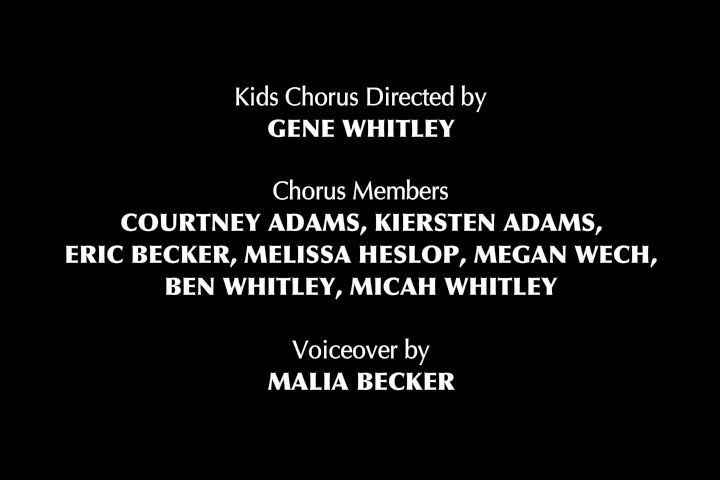 Kids Chorus Directed by
GENE WHITLEY
Chorus Members
COURTNEY ADAMS, KIERSTEN ADAMS,
ERIC BECKER, MELISSA HESLOP, MEGAN WECH,
BEN WHITLEY, MICAH WHITLEY
Voiceover by
MALIA BECKER